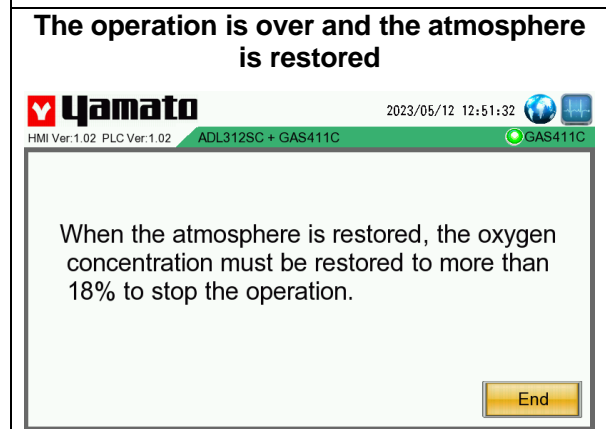 The operation is over and the atmosphere
is restored
Yamato
2023/05/12 12:51:32
HMI Ver:1.02 PLC Ver:1.02 ADL312SC + GAS411C GAS411C
When the atmosphere is restored, the oxygen
concentration must be restored to more than
18% to stop the operation.
End